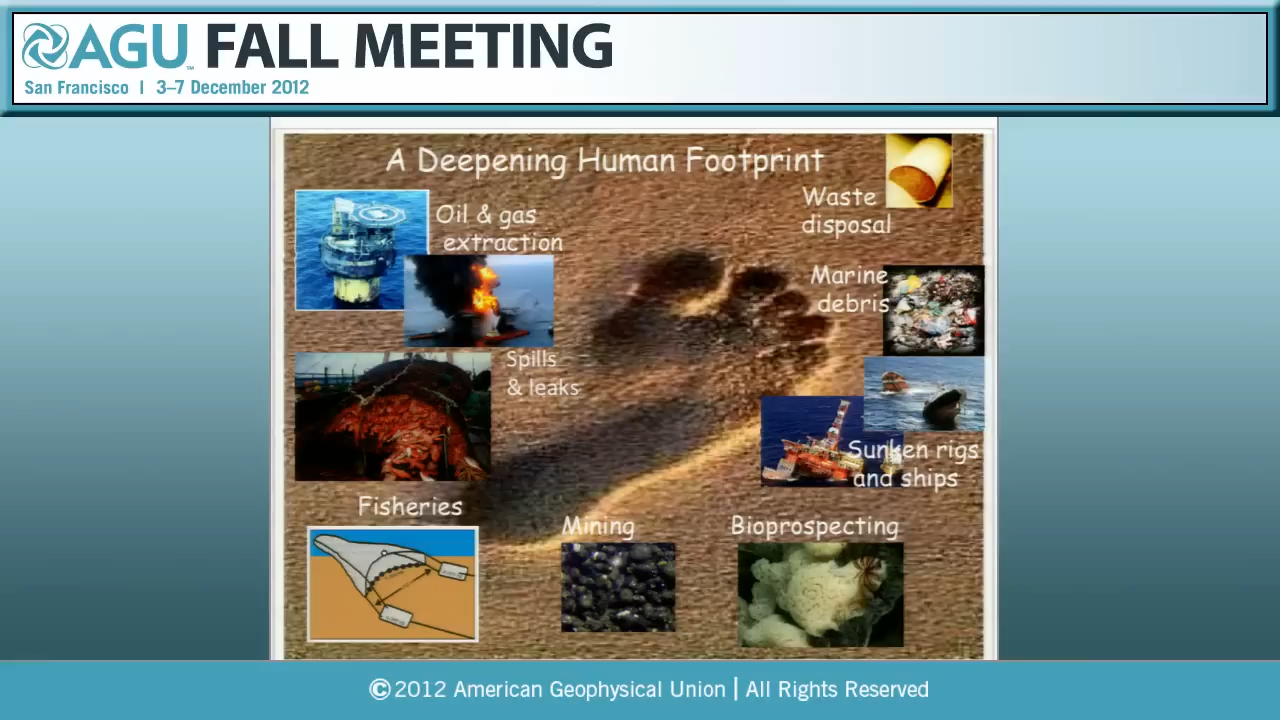 AGU™ FALL MEETING
San Francisco | 3–7 December 2012
A Deepening Human Footprint
Oil & gas
extraction
Waste
disposal
Marine
debris
Spills
& leaks
Sunken rigs
and ships
Fisheries
Mining
Bioprospecting
©2012 American Geophysical Union | All Rights Reserved